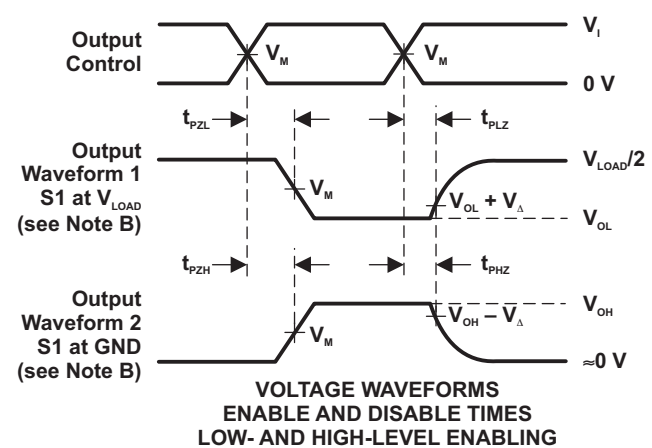 Output
Control
V_M
V_M
V_I
0 V
t_PZL
t_PLZ
Output
Waveform 1
S1 at V_LOAD
(see Note B)
V_M
V_LOAD/2
V_OL + V_Δ
V_OL
t_PZH
t_PHZ
Output
Waveform 2
S1 at GND
(see Note B)
V_M
V_OH
V_OH – V_Δ
≈0 V
VOLTAGE WAVEFORMS
ENABLE AND DISABLE TIMES
LOW- AND HIGH-LEVEL ENABLING